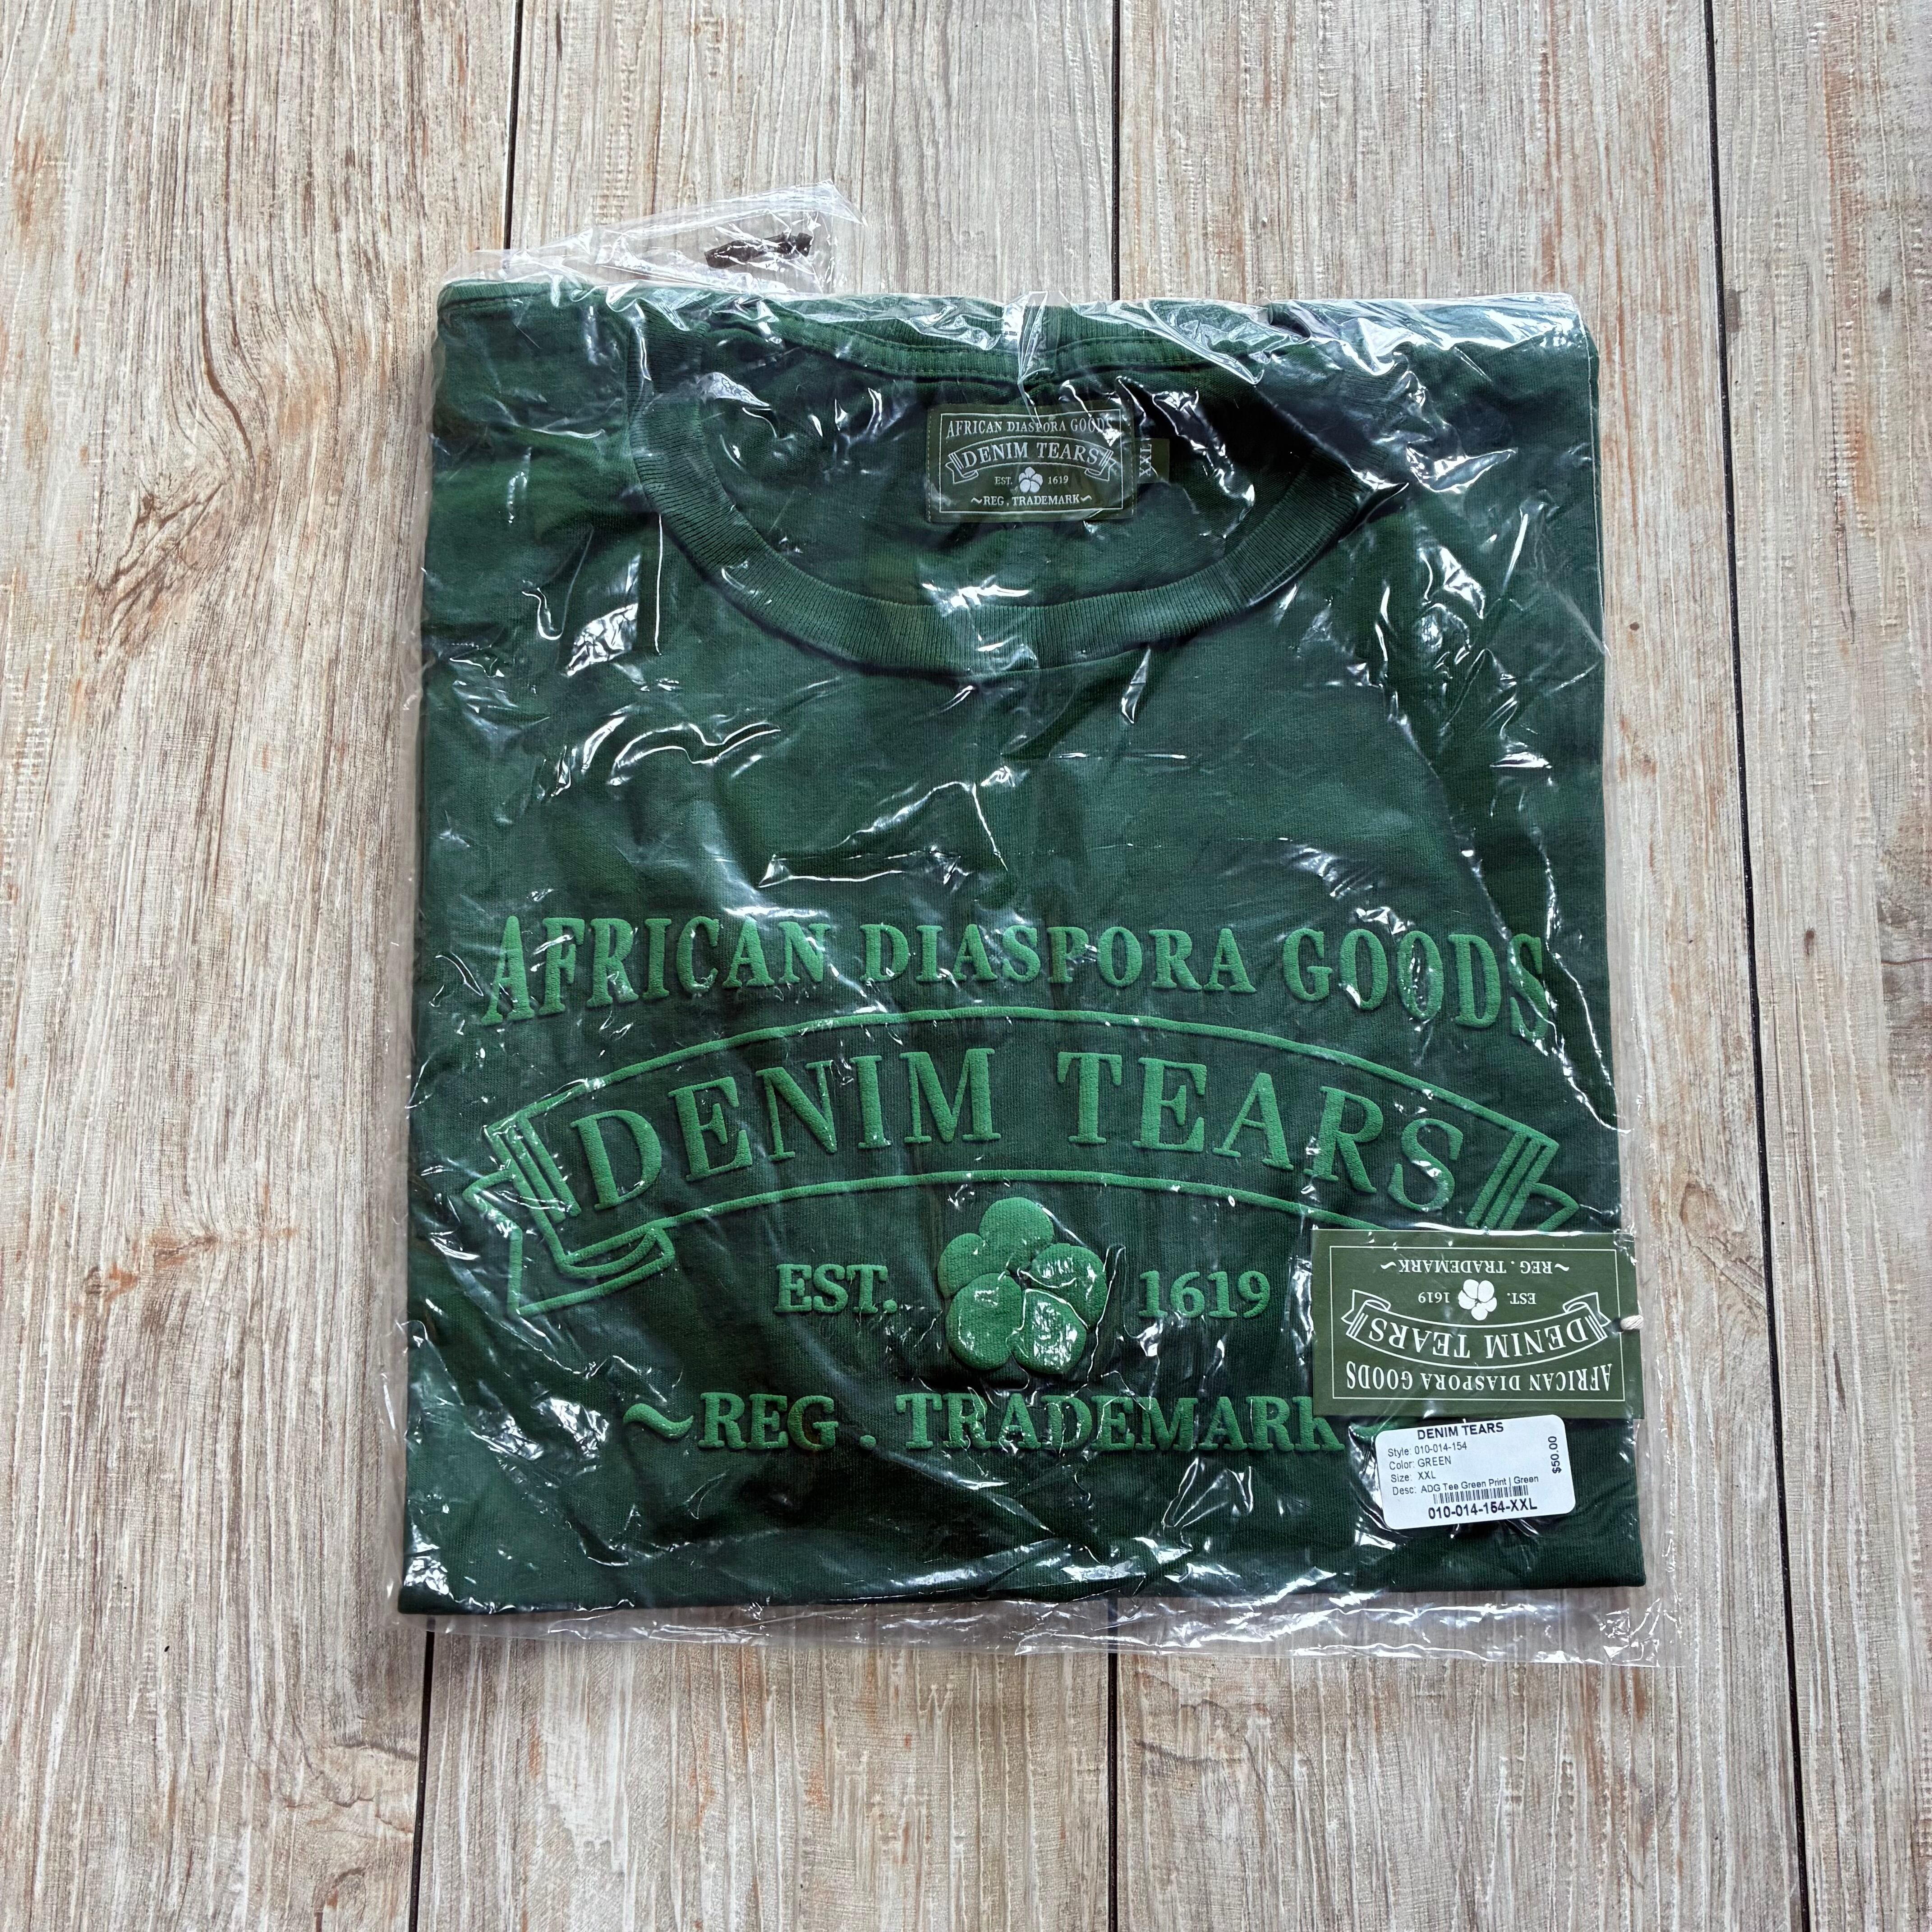 AFRICAN DIASPORA GOODS
DENIM TEARS
EST. 1619
~REG. TRADEMARK~
XXL
AFRICAN DIASPORA GOODS
DENIM TEARS
EST. 1619
~REG . TRADEMARK
AFRICAN DIASPORA GOODS
DENIM TEARS
EST. 1619
~REG . TRADEMARK~
DENIM TEARS
Style: 010-014-154
Color: GREEN
Size: XXL
Desc: ADG Tee Green Print | Green
$50.00
010-014-154-XXL